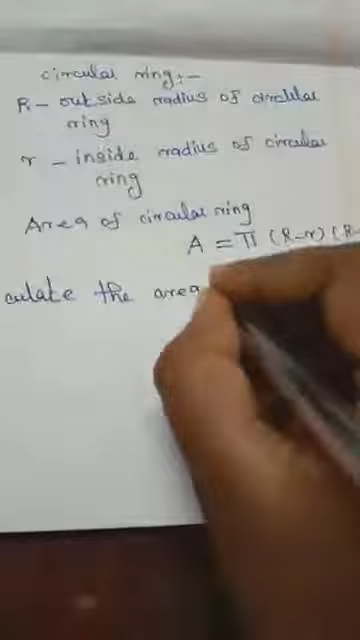 circular ring:-
R - outside radius of circular
ring
r - inside radius of circular
ring
Area of circular ring
A = π (R-r) (R-
culate the area